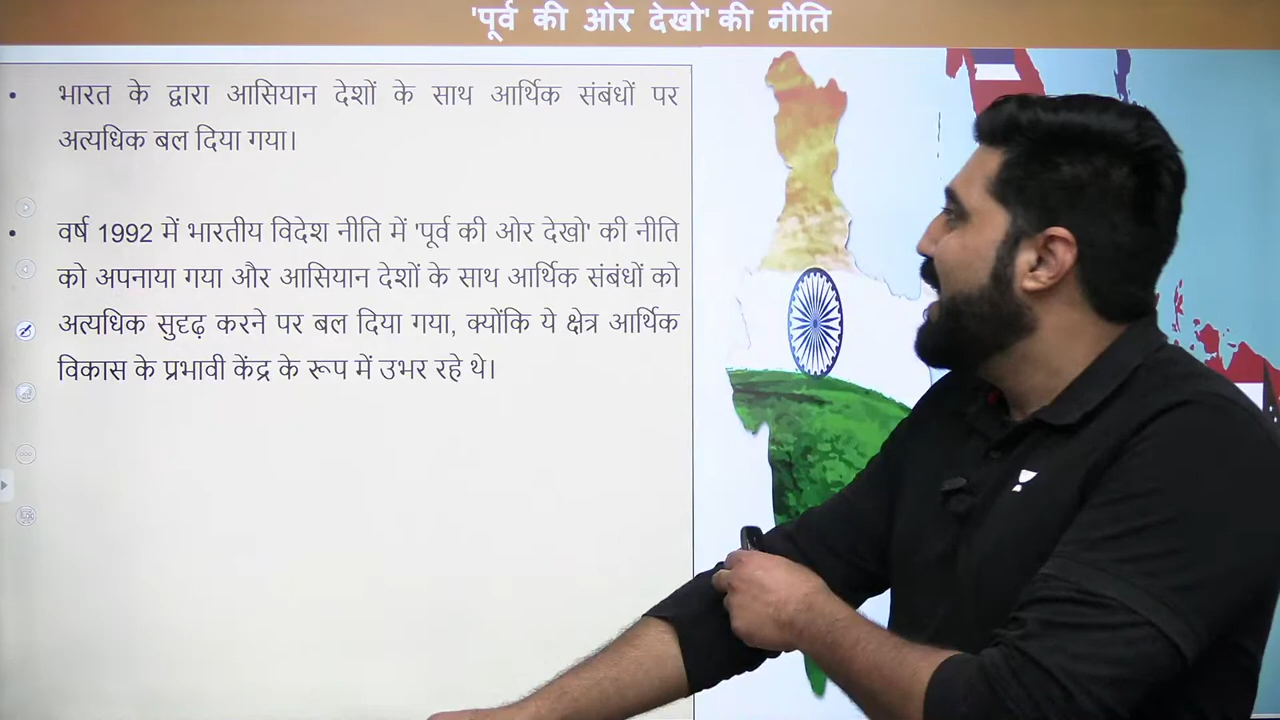 'पूर्व की ओर देखो' की नीति
• भारत के द्वारा आसियान देशों के साथ आर्थिक संबंधों पर
अत्यधिक बल दिया गया।
• वर्ष 1992 में भारतीय विदेश नीति में 'पूर्व की ओर देखो' की नीति
को अपनाया गया और आसियान देशों के साथ आर्थिक संबंधों को
अत्यधिक सुदृढ़ करने पर बल दिया गया, क्योंकि ये क्षेत्र आर्थिक
विकास के प्रभावी केंद्र के रूप में उभर रहे थे।